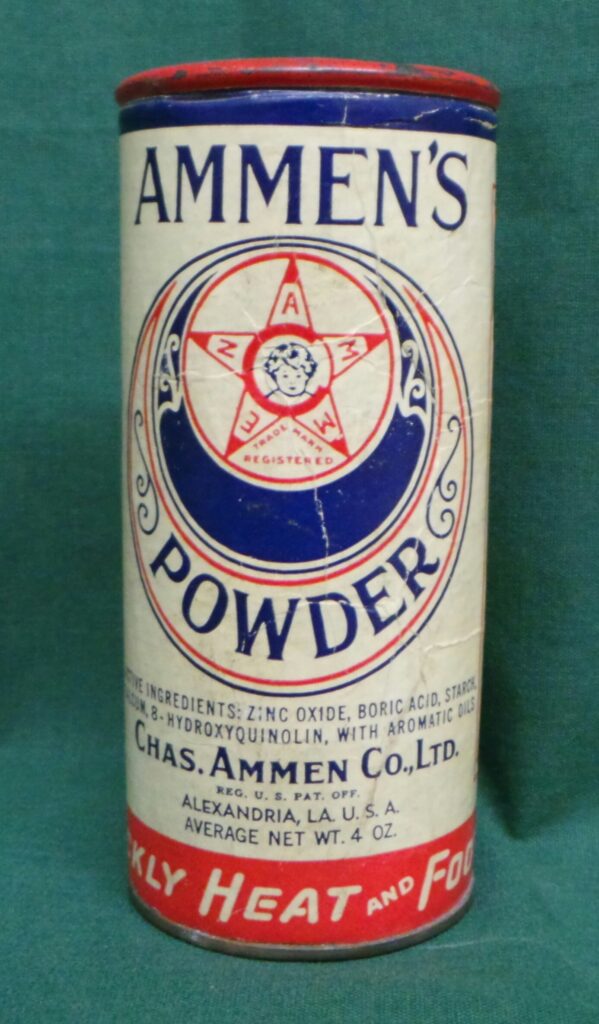 AMMEN'S
A
M
M
E
N
TRADE MARK
REGISTERED
POWDER
INGREDIENTS: ZINC OXIDE, BORIC ACID, STARCH,
8-HYDROXYQUINOLIN, WITH AROMATIC OILS
CHAS. AMMEN CO., LTD.
REG. U. S. PAT. OFF.
ALEXANDRIA, LA. U. S. A.
AVERAGE NET WT. 4 OZ.
HEAT AND